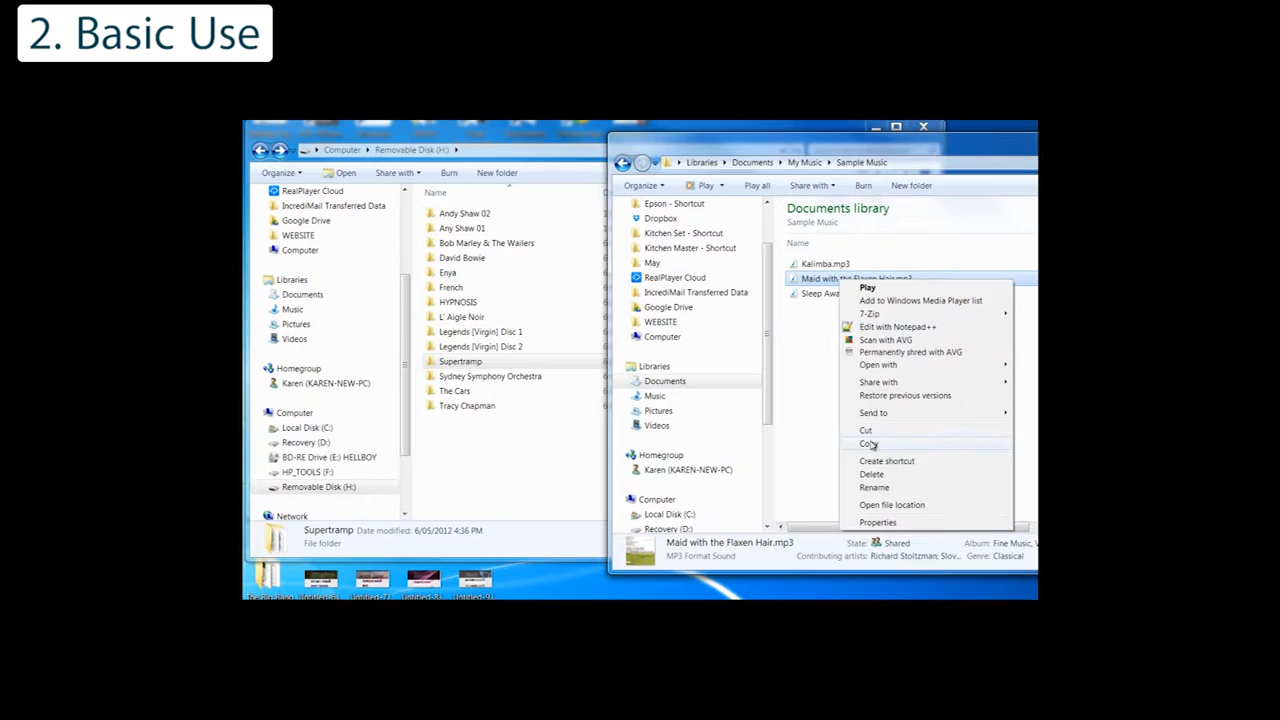 2. Basic Use
Computer Removable Disk (H:)
Organize Open Share with Burn New folder
RealPlayer Cloud
IncrediMail Transferred Data
Google Drive
WEBSITE
Computer
Libraries
Documents
Music
Pictures
Videos
Homegroup
Karen (KAREN-NEW-PC)
Computer
Local Disk (C:)
Recovery (D:)
BD-RE Drive (E:) HELLBOY
HP_TOOLS (F:)
Removable Disk (H:)
Network
Name
Andy Shaw 02
Any Shaw 01
Bob Marley & The Wailers
David Bowie
Enya
French
HYPNOSIS
L' Aigle Noir
Legends [Virgin] Disc 1
Legends [Virgin] Disc 2
Supertramp
Sydney Symphony Orchestra
The Cars
Tracy Chapman
Supertramp Date modified: 6/05/2012 4:36 PM
File folder
Libraries Documents My Music Sample Music
Organize Play Play all Share with Burn New folder
Epson - Shortcut
Dropbox
Kitchen Set - Shortcut
Kitchen Master - Shortcut
May
RealPlayer Cloud
IncrediMail Transferred Data
Google Drive
WEBSITE
Computer
Libraries
Documents
Music
Pictures
Videos
Homegroup
Karen (KAREN-NEW-PC)
Computer
Local Disk (C:)
Recovery (D:)
Documents library
Sample Music
Name
Kalimba.mp3
Maid with the Flaxen Hair.mp3
Sleep Awa
Play
Add to Windows Media Player list
7-Zip
Edit with Notepad++
Scan with AVG
Permanently shred with AVG
Open with
Share with
Restore previous versions
Send to
Cut
Copy
Create shortcut
Delete
Rename
Open file location
Properties
Maid with the Flaxen Hair.mp3 State: Shared Album: Fine Music, V
MP3 Format Sound Contributing artists: Richard Stoltzman; Slov... Genre: Classical